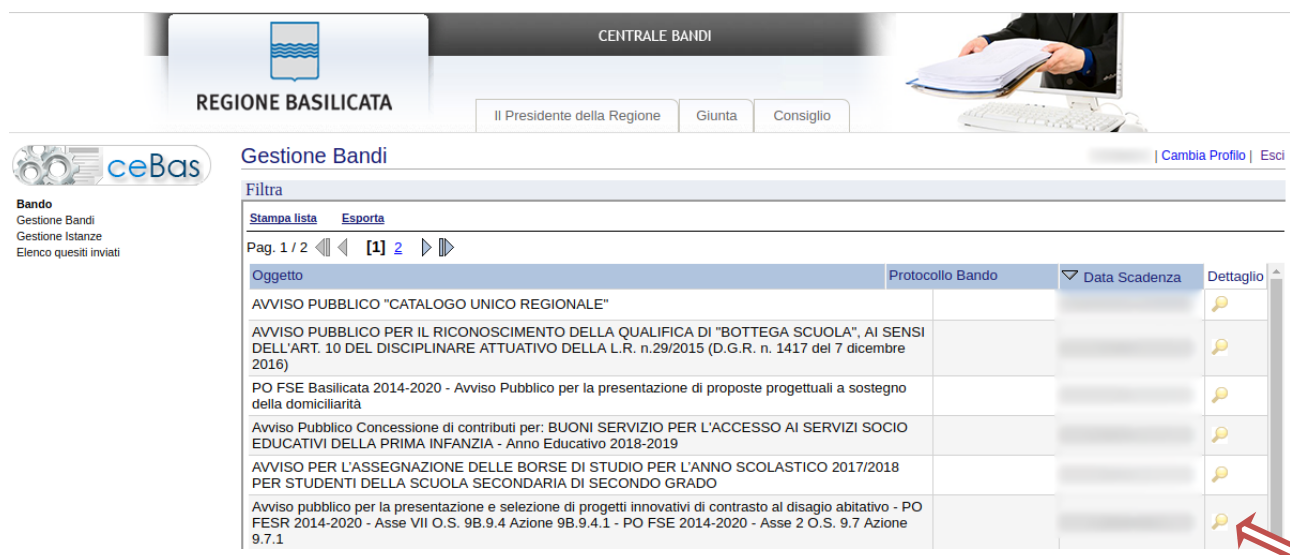 CENTRALE BANDI
REGIONE BASILICATA
Il Presidente della Regione
Giunta
Consiglio
ceBas
Gestione Bandi
| Cambia Profilo | Esci
Bando
Gestione Bandi
Gestione Istanze
Elenco quesiti inviati
Filtra
Stampa lista Esporta
Pag. 1 / 2 [1] 2
Oggetto Protocollo Bando Data Scadenza Dettaglio
AVVISO PUBBLICO "CATALOGO UNICO REGIONALE"
AVVISO PUBBLICO PER IL RICONOSCIMENTO DELLA QUALIFICA DI "BOTTEGA SCUOLA", AI SENSI
DELL'ART. 10 DEL DISCIPLINARE ATTUATIVO DELLA L.R. n.29/2015 (D.G.R. n. 1417 del 7 dicembre
2016)
PO FSE Basilicata 2014-2020 - Avviso Pubblico per la presentazione di proposte progettuali a sostegno
della domiciliarità
Avviso Pubblico Concessione di contributi per: BUONI SERVIZIO PER L'ACCESSO AI SERVIZI SOCIO
EDUCATIVI DELLA PRIMA INFANZIA - Anno Educativo 2018-2019
AVVISO PER L'ASSEGNAZIONE DELLE BORSE DI STUDIO PER L'ANNO SCOLASTICO 2017/2018
PER STUDENTI DELLA SCUOLA SECONDARIA DI SECONDO GRADO
Avviso pubblico per la presentazione e selezione di progetti innovativi di contrasto al disagio abitativo - PO
FESR 2014-2020 - Asse VII O.S. 9B.9.4 Azione 9B.9.4.1 - PO FSE 2014-2020 - Asse 2 O.S. 9.7 Azione
9.7.1